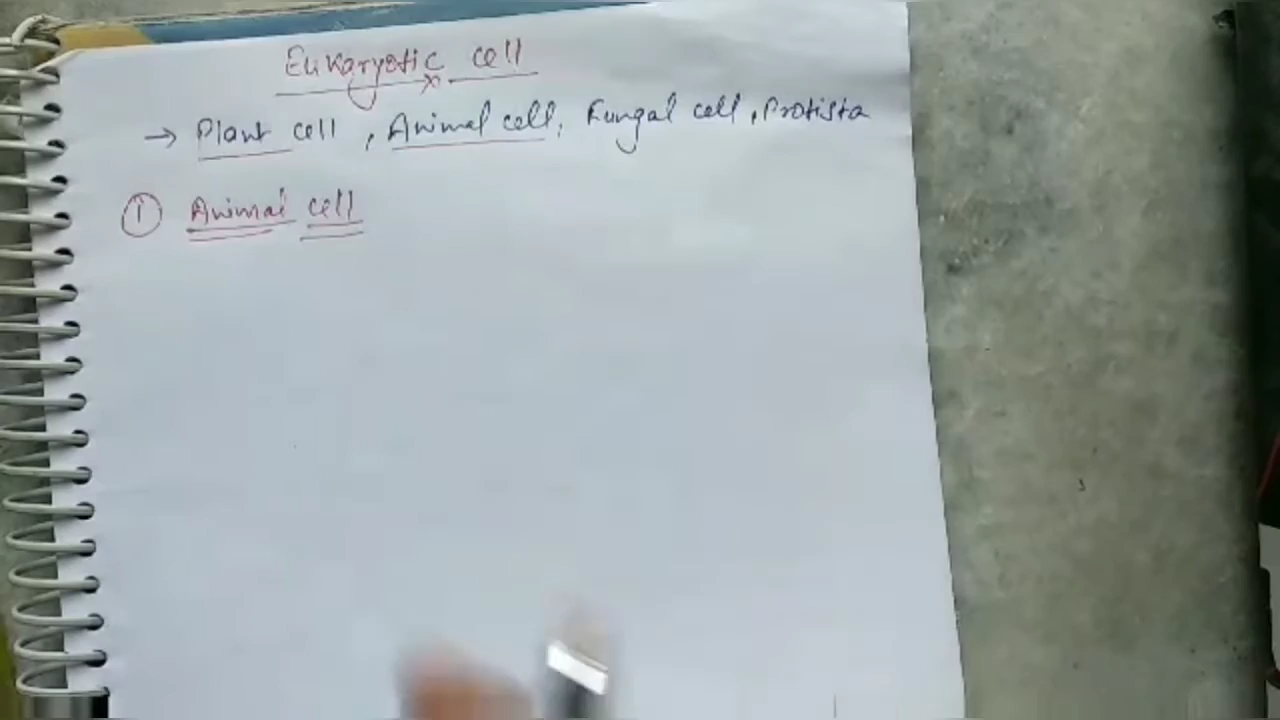 Eukaryotic cell
→ Plant cell, Animal cell, Fungal cell, Protista
① Animal cell